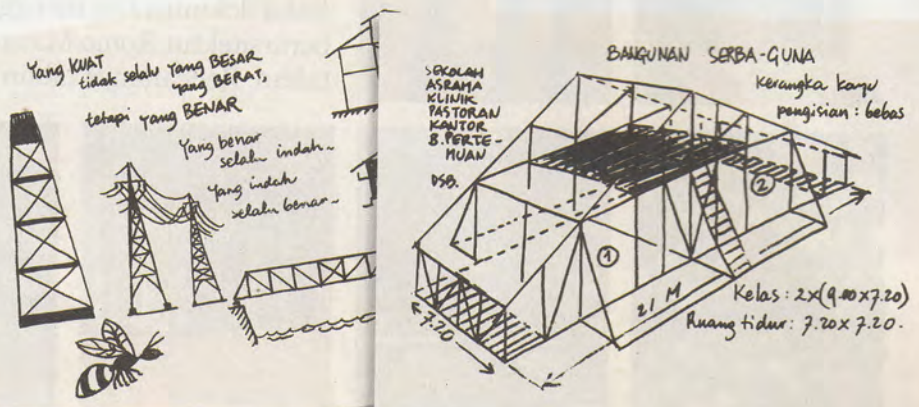 Yang KUAT
tidak selalu yang BESAR
yang BERAT,
tetapi yang BENAR
Yang benar
selalu indah~
Yang indah
selalu benar~
BANGUNAN SERBA-GUNA
SEKOLAH
ASRAMA
KLINIK
PASTORAN
KANTOR
B. PERTE-
MUAN
DSB.
Kerangka kayu
pengisian : bebas
1
2
21 M
7.20
Kelas : 2x(9.00x7.20)
Ruang tidur: 7.20x7.20.